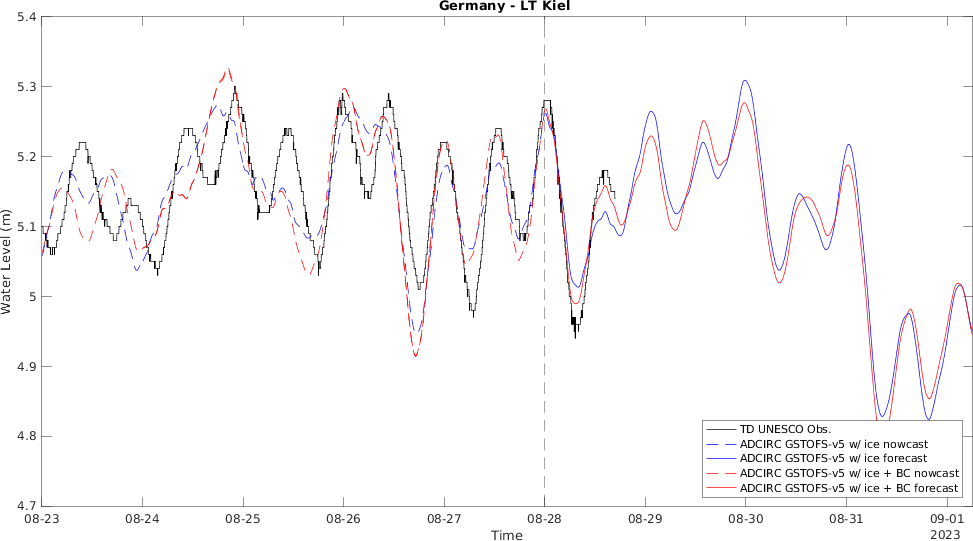 Germany - LT Kiel
5.4
5.3
5.2
5.1
5
4.9
4.8
4.7
Water Level (m)
TD UNESCO Obs.
ADCIRC GSTOFS-v5 w/ ice nowcast
ADCIRC GSTOFS-v5 w/ ice forecast
ADCIRC GSTOFS-v5 w/ ice + BC nowcast
ADCIRC GSTOFS-v5 w/ ice + BC forecast
08-23 08-24 08-25 08-26 08-27 08-28 08-29 08-30 08-31 09-01
Time 2023